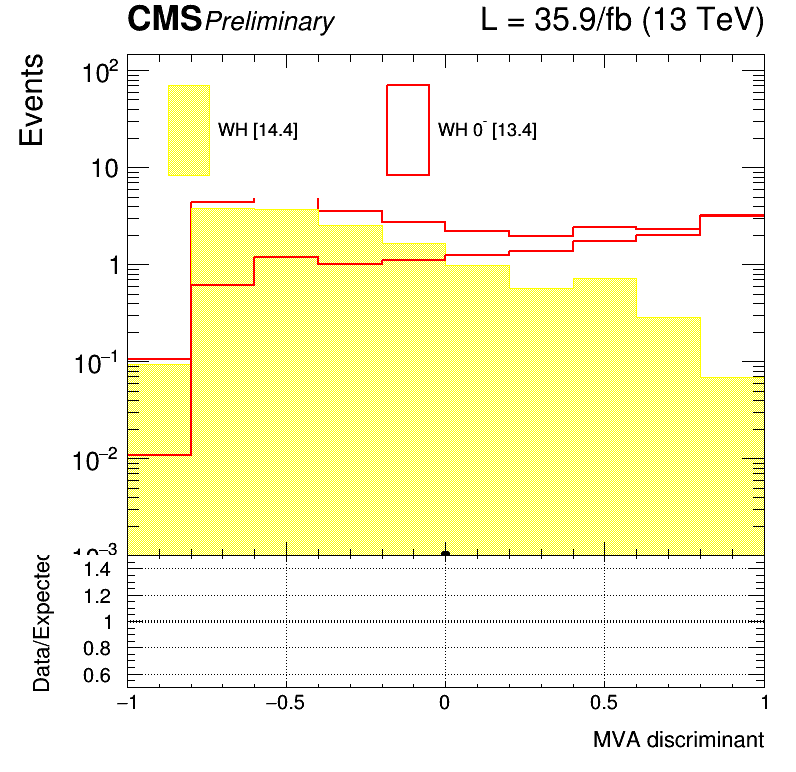 CMS Preliminary L = 35.9/fb (13 TeV)
Events
10²
WH [14.4] WH 0⁻ [13.4]
10
1
10⁻¹
10⁻²
10⁻³
Data/Expected
1.4
1.2
1
0.8
0.6
−1 −0.5 0 0.5 1
MVA discriminant